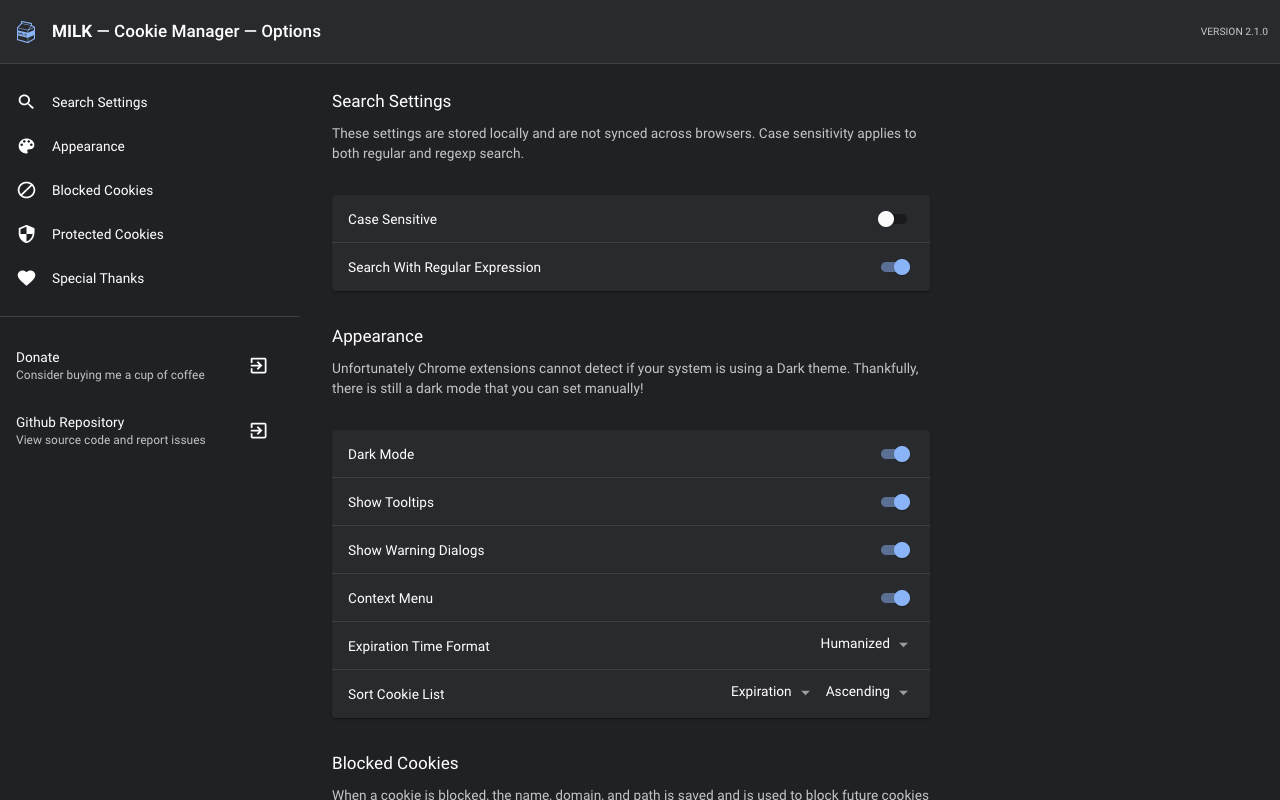 MILK — Cookie Manager — Options
VERSION 2.1.0
Search Settings
Appearance
Blocked Cookies
Protected Cookies
Special Thanks
Donate
Consider buying me a cup of coffee
Github Repository
View source code and report issues
Search Settings
These settings are stored locally and are not synced across browsers. Case sensitivity applies to
both regular and regexp search.
Case Sensitive
Search With Regular Expression
Appearance
Unfortunately Chrome extensions cannot detect if your system is using a Dark theme. Thankfully,
there is still a dark mode that you can set manually!
Dark Mode
Show Tooltips
Show Warning Dialogs
Context Menu
Expiration Time Format
Humanized
Sort Cookie List
Expiration
Ascending
Blocked Cookies
When a cookie is blocked, the name, domain, and path is saved and is used to block future cookies